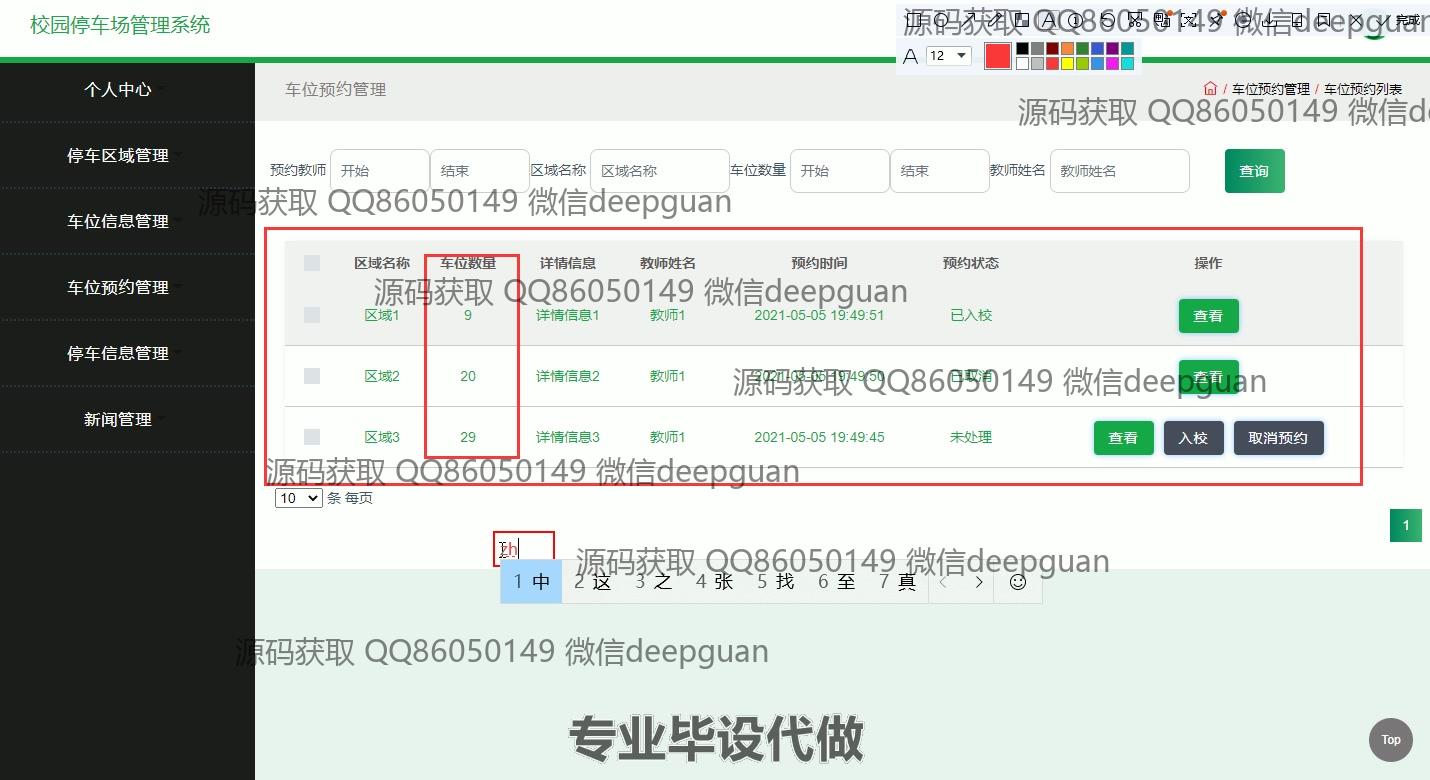 校园停车场管理系统
源码获取 QQ86050149 微信deepguan
完成
A 12
个人中心
车位预约管理
/ 车位预约管理 / 车位预约列表
源码获取 QQ86050149 微信de
停车区域管理
预约教师 开始 结束 区域名称 区域名称 车位数量 开始 结束 教师姓名 教师姓名 查询
源码获取 QQ86050149 微信deepguan
车位信息管理
区域名称 车位数量 详情信息 教师姓名 预约时间 预约状态 操作
车位预约管理
源码获取 QQ86050149 微信deepguan
区域1 9 详情信息1 教师1 2021-05-05 19:49:51 已入校 查看
停车信息管理
区域2 20 详情信息2 教师1 2021-05-05 19:49:50 已取消 查看
源码获取 QQ86050149 微信deepguan
新闻管理
区域3 29 详情信息3 教师1 2021-05-05 19:49:45 未处理 查看 入校 取消预约
源码获取 QQ86050149 微信deepguan
10 条 每页
1
zh
源码获取 QQ86050149 微信deepguan
1 中 2 这 3 之 4 张 5 找 6 至 7 真
源码获取 QQ86050149 微信deepguan
专业毕设代做
Top